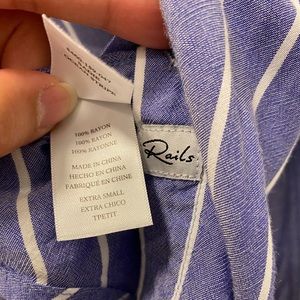 100% RAYON
100% RAYON
100% RAYONNE
MADE IN CHINA
HECHO EN CHINA
FABRIQUE EN CHINE
EXTRA SMALL
EXTRA CHICO
TPETIT
Rails